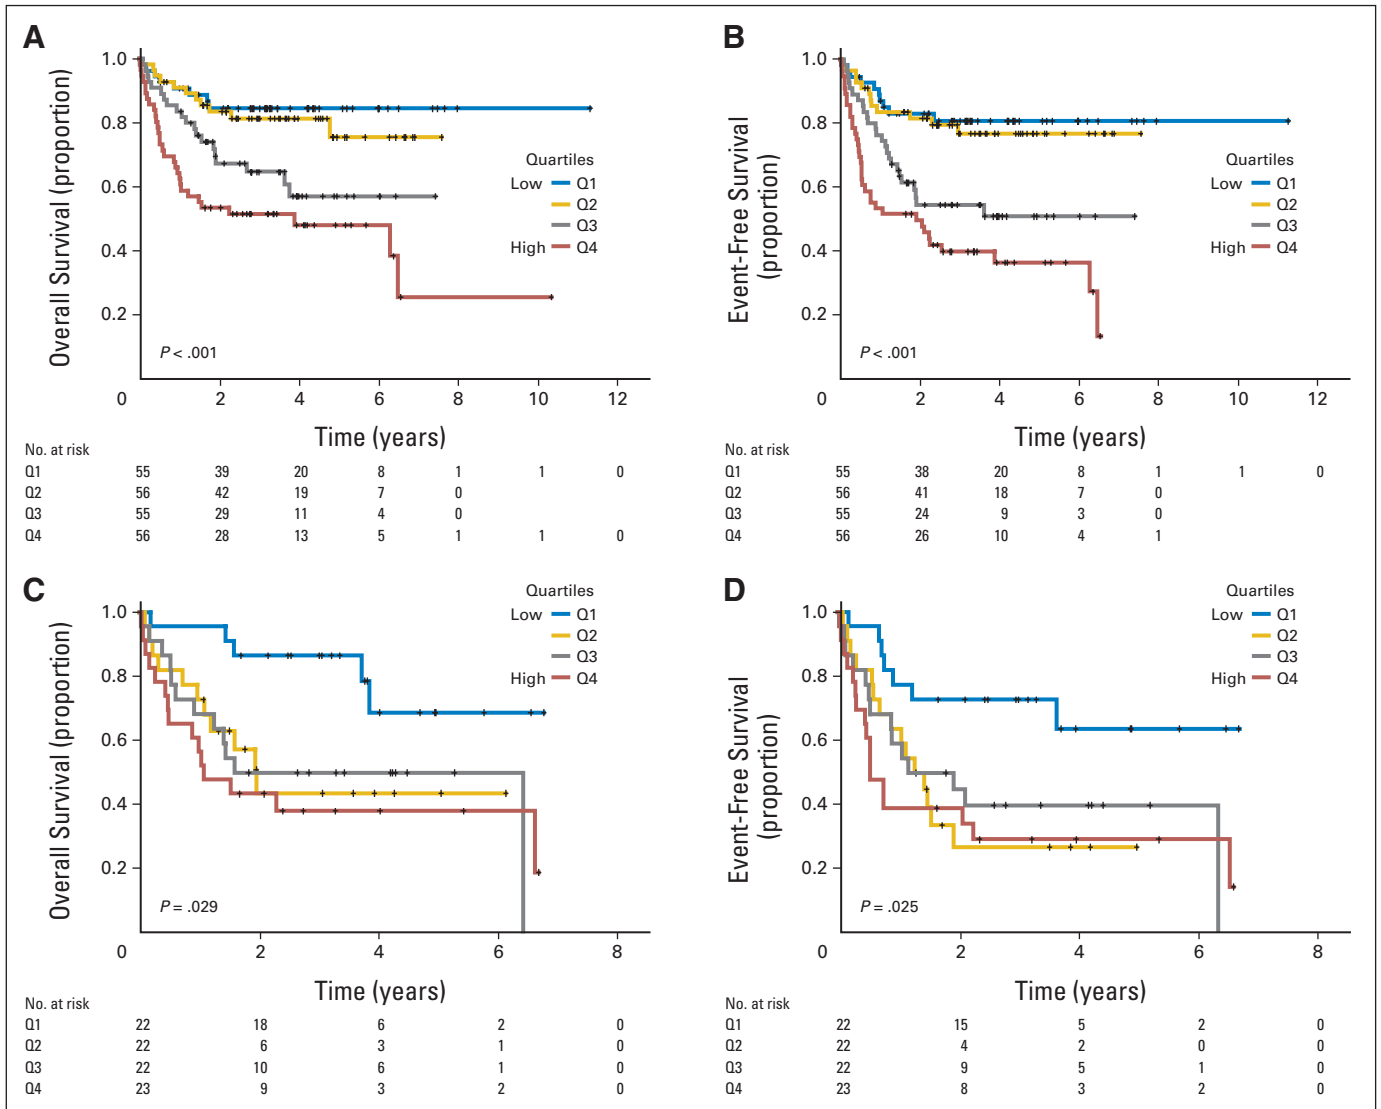 A
Overall Survival (proportion)
1.0
0.8
0.6
0.4
0.2
Quartiles
Low Q1
Q2
Q3
High Q4
P < .001
0 2 4 6 8 10 12
Time (years)
No. at risk
Q1 55 39 20 8 1 1 0
Q2 56 42 19 7 0
Q3 55 29 11 4 0
Q4 56 28 13 5 1 1 0
B
Event-Free Survival
(proportion)
1.0
0.8
0.6
0.4
0.2
Quartiles
Low Q1
Q2
Q3
High Q4
P < .001
0 2 4 6 8 10 12
Time (years)
No. at risk
Q1 55 38 20 8 1 1 0
Q2 56 41 18 7 0
Q3 55 24 9 3 0
Q4 56 26 10 4 1
C
Overall Survival (proportion)
1.0
0.8
0.6
0.4
0.2
Quartiles
Low Q1
Q2
Q3
High Q4
P = .029
0 2 4 6 8
Time (years)
No. at risk
Q1 22 18 6 2 0
Q2 22 6 3 1 0
Q3 22 10 6 1 0
Q4 23 9 3 2 0
D
Event-Free Survival
(proportion)
1.0
0.8
0.6
0.4
0.2
Quartiles
Low Q1
Q2
Q3
High Q4
P = .025
0 2 4 6 8
Time (years)
No. at risk
Q1 22 15 5 2 0
Q2 22 4 2 0 0
Q3 22 9 5 1 0
Q4 23 8 3 2 0